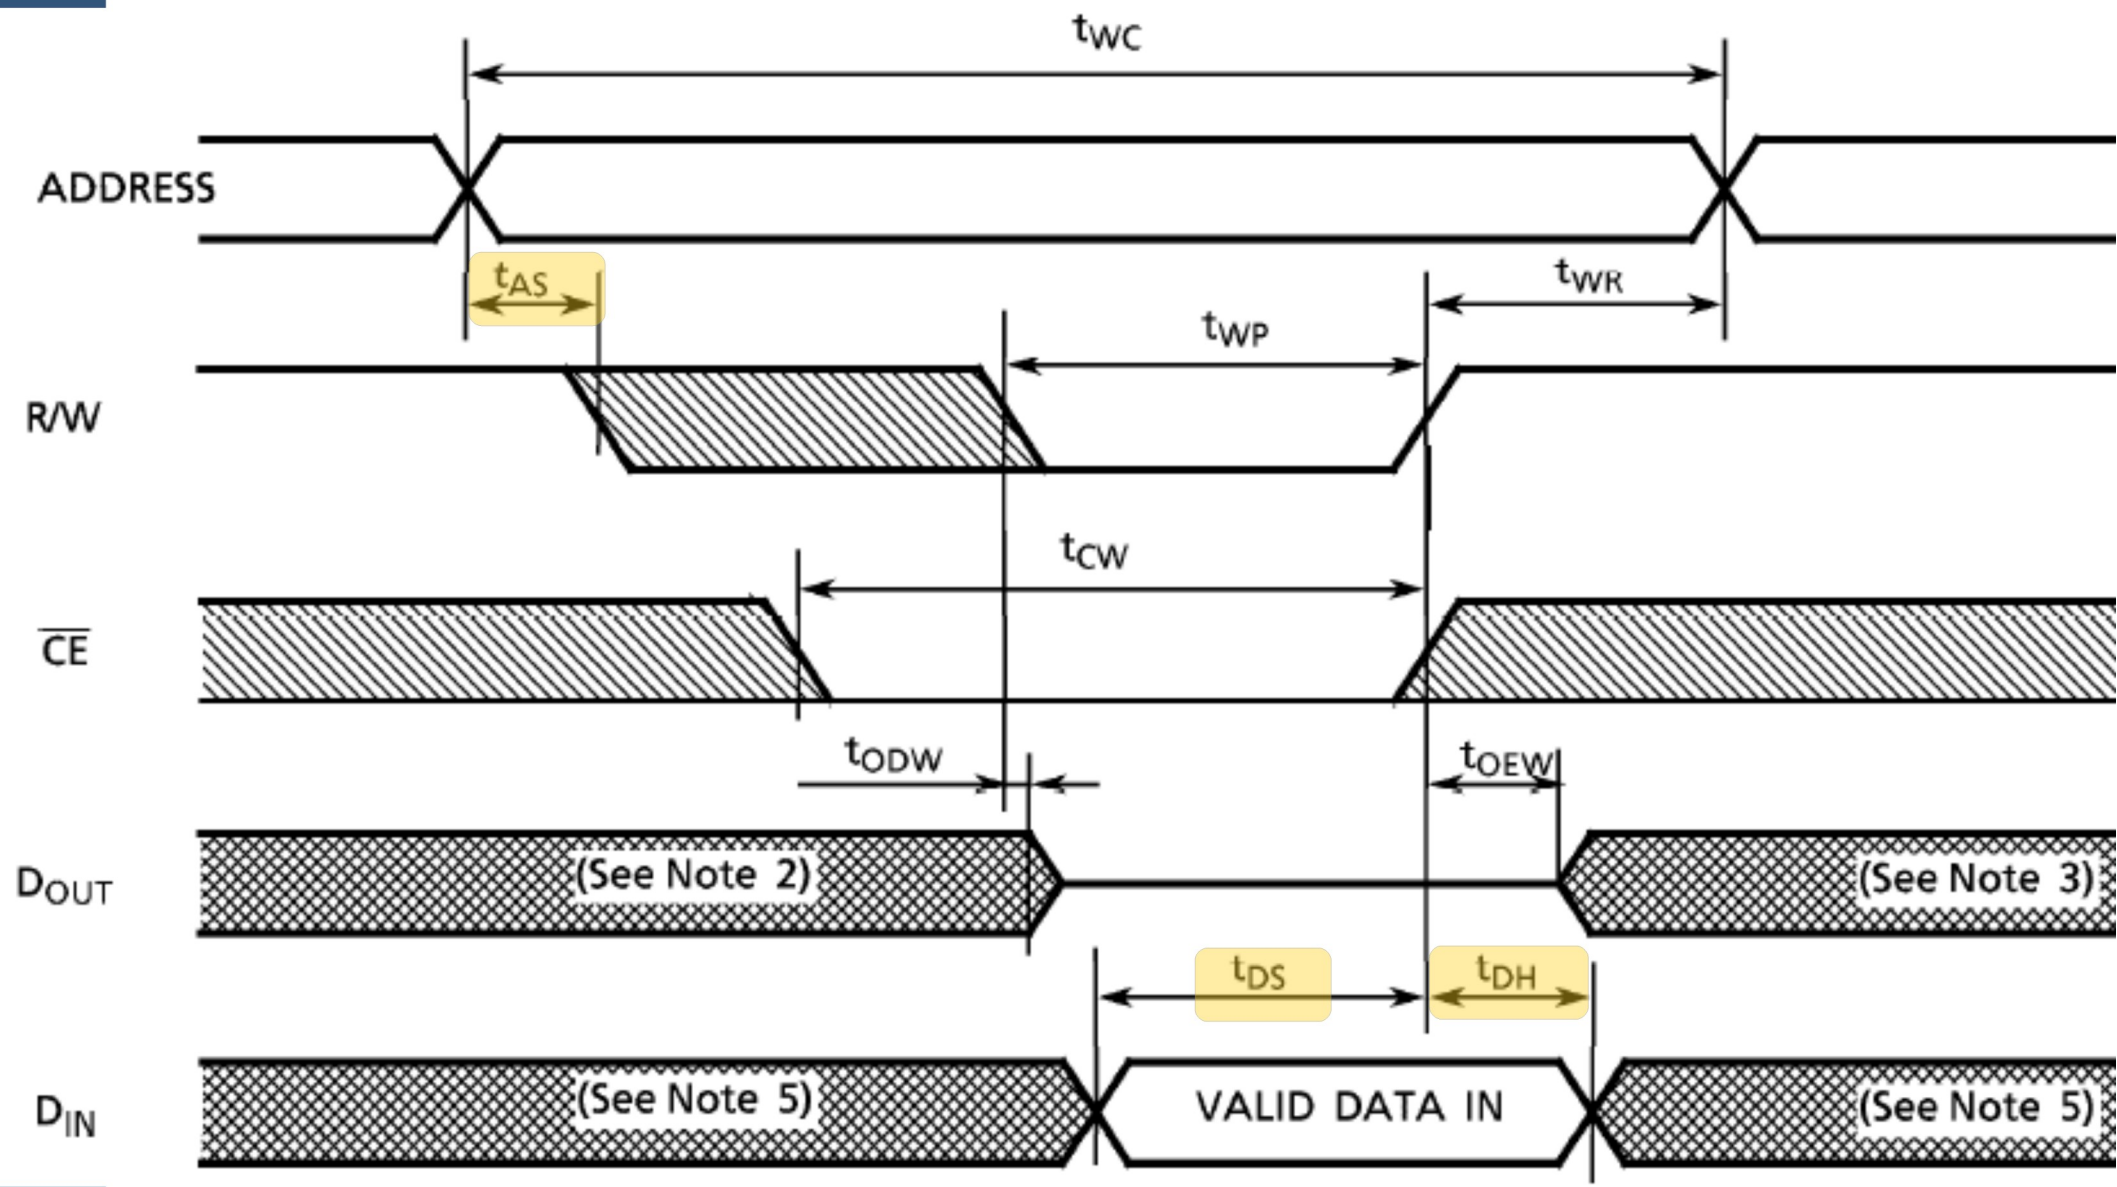 tWC
ADDRESS
tAS
tWR
tWP
R/W
tCW
CE
tODW
tOEW
DOUT
(See Note 2)
(See Note 3)
tDS
tDH
DIN
(See Note 5)
VALID DATA IN
(See Note 5)